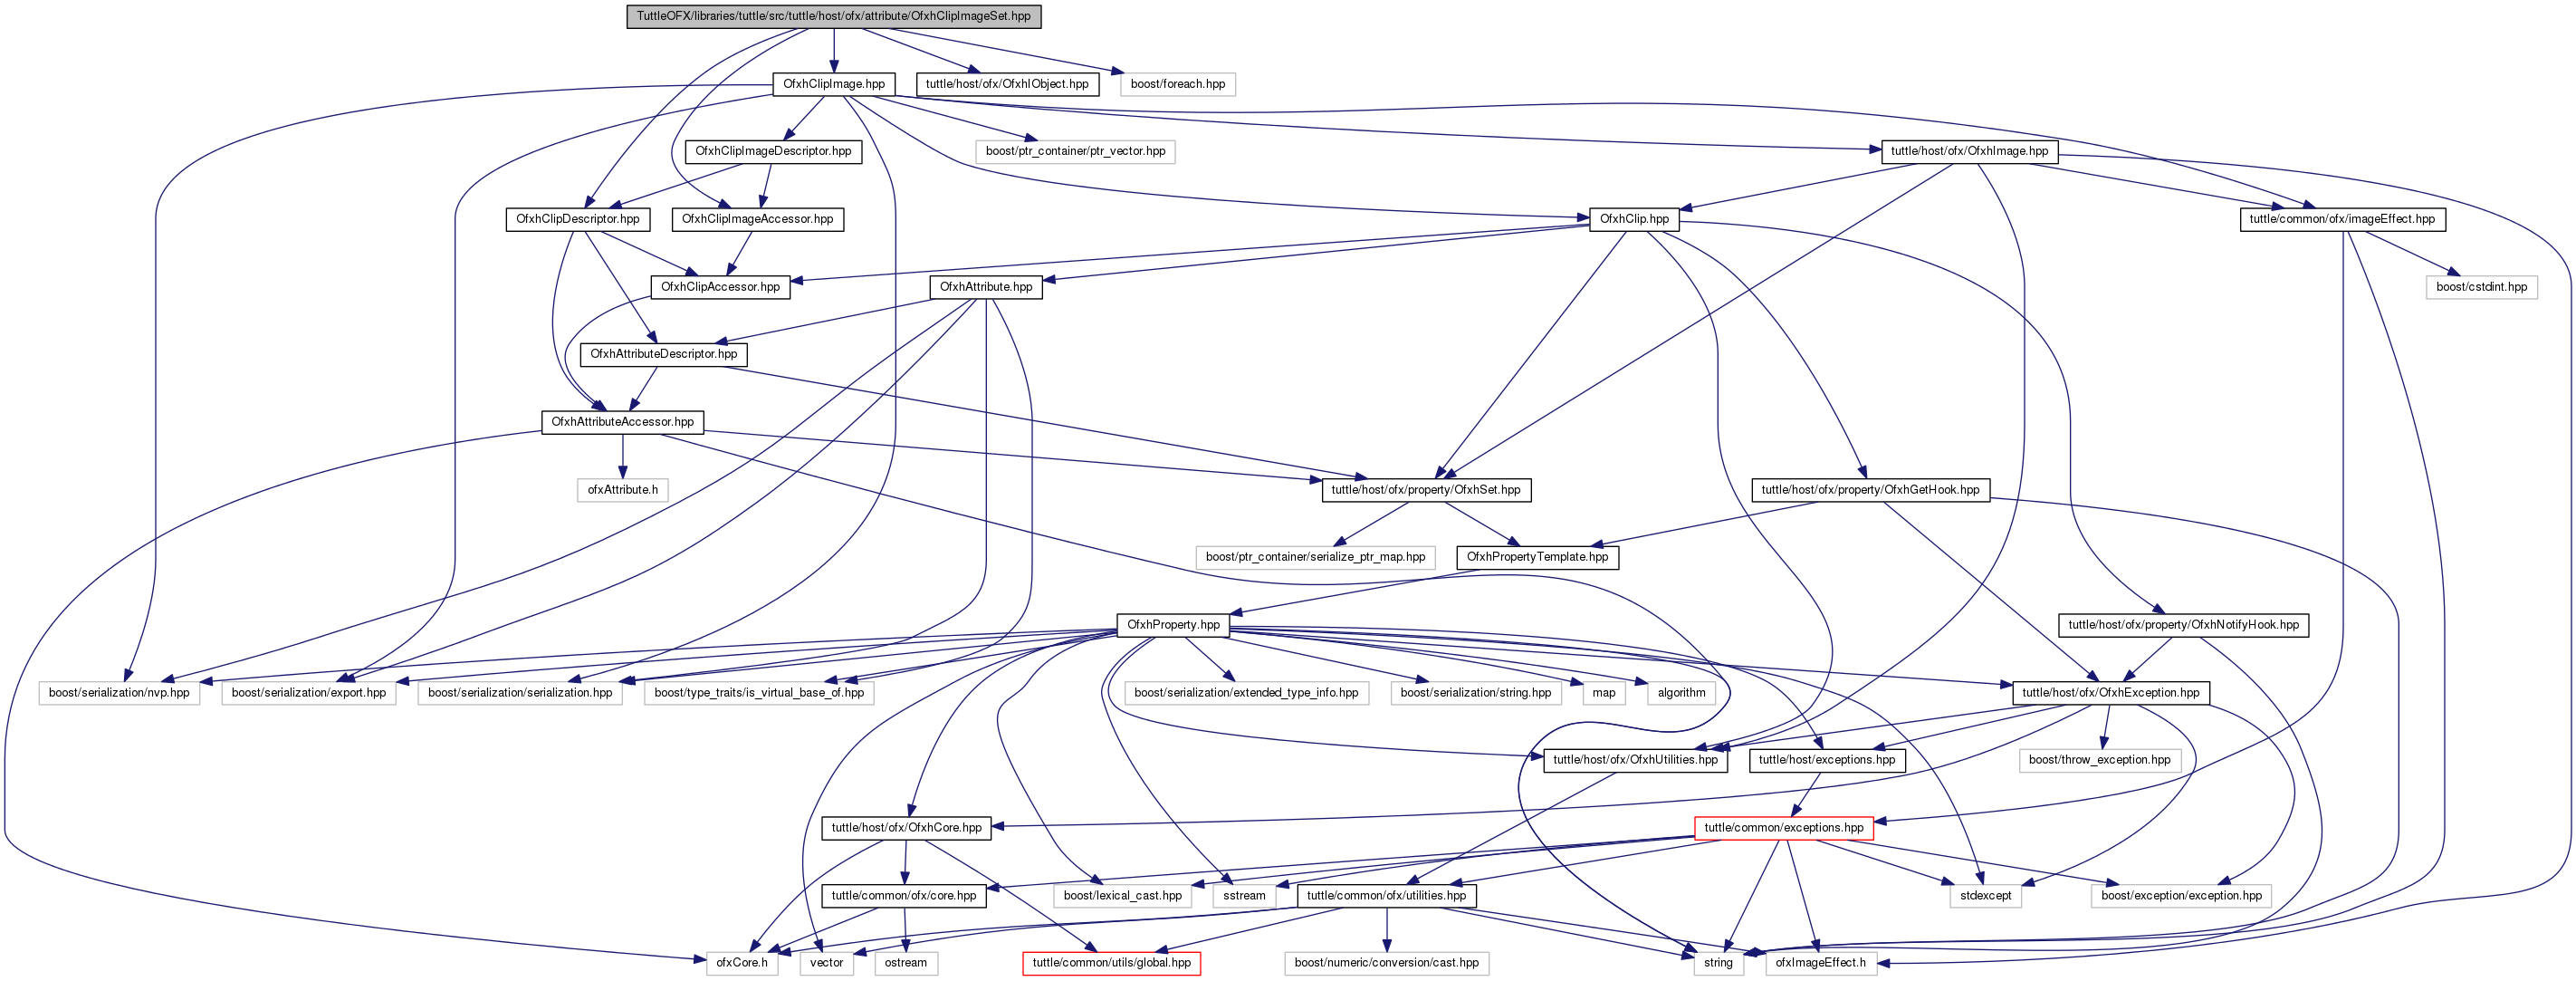 TuttleOFX/libraries/tuttle/src/tuttle/host/ofx/attribute/OfxhClipImageSet.hpp
OfxhClipImage.hpp
tuttle/host/ofx/OfxhIObject.hpp
boost/foreach.hpp
OfxhClipImageDescriptor.hpp
boost/ptr_container/ptr_vector.hpp
tuttle/host/ofx/OfxhImage.hpp
OfxhClipDescriptor.hpp
OfxhClipImageAccessor.hpp
OfxhClip.hpp
tuttle/common/ofx/imageEffect.hpp
OfxhClipAccessor.hpp
OfxhAttribute.hpp
boost/cstdint.hpp
OfxhAttributeDescriptor.hpp
OfxhAttributeAccessor.hpp
ofxAttribute.h
tuttle/host/ofx/property/OfxhSet.hpp
tuttle/host/ofx/property/OfxhGetHook.hpp
boost/ptr_container/serialize_ptr_map.hpp
OfxhPropertyTemplate.hpp
OfxhProperty.hpp
tuttle/host/ofx/property/OfxhNotifyHook.hpp
boost/serialization/nvp.hpp
boost/serialization/export.hpp
boost/serialization/serialization.hpp
boost/type_traits/is_virtual_base_of.hpp
boost/serialization/extended_type_info.hpp
boost/serialization/string.hpp
map
algorithm
tuttle/host/ofx/OfxhException.hpp
tuttle/host/ofx/OfxhUtilities.hpp
tuttle/host/exceptions.hpp
boost/throw_exception.hpp
tuttle/host/ofx/OfxhCore.hpp
tuttle/common/exceptions.hpp
tuttle/common/ofx/core.hpp
boost/lexical_cast.hpp
sstream
tuttle/common/ofx/utilities.hpp
stdexcept
boost/exception/exception.hpp
ofxCore.h
vector
ostream
tuttle/common/utils/global.hpp
boost/numeric/conversion/cast.hpp
string
ofxImageEffect.h